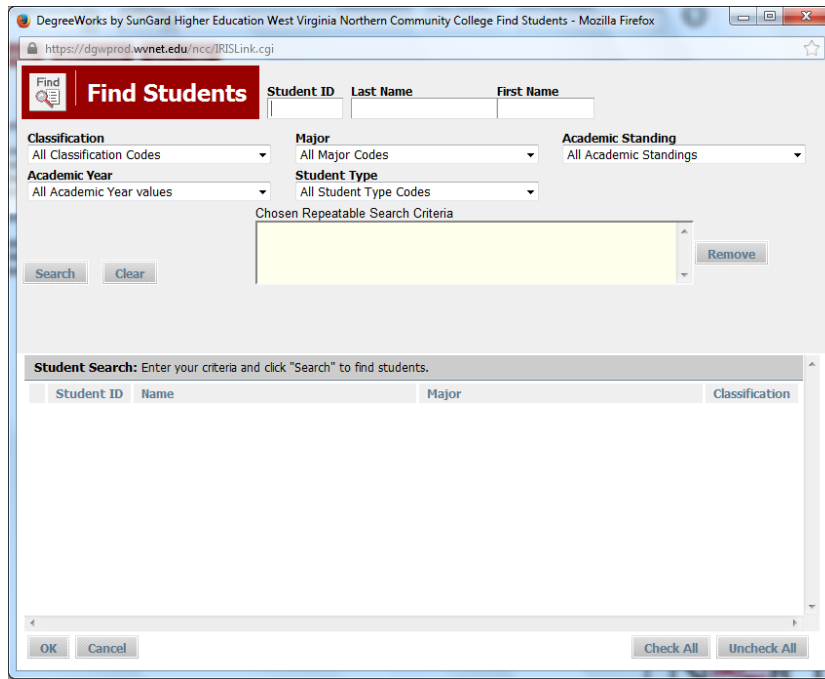 DegreeWorks by SunGard Higher Education West Virginia Northern Community College Find Students - Mozilla Firefox
https://dgwprod.wvnet.edu/ncc/IRISLink.cgi
Find
Find Students
Student ID Last Name First Name
Classification Major Academic Standing
All Classification Codes All Major Codes All Academic Standings
Academic Year Student Type
All Academic Year values All Student Type Codes
Chosen Repeatable Search Criteria
Remove
Search Clear
Student Search: Enter your criteria and click "Search" to find students.
Student ID Name Major Classification
OK Cancel Check All Uncheck All